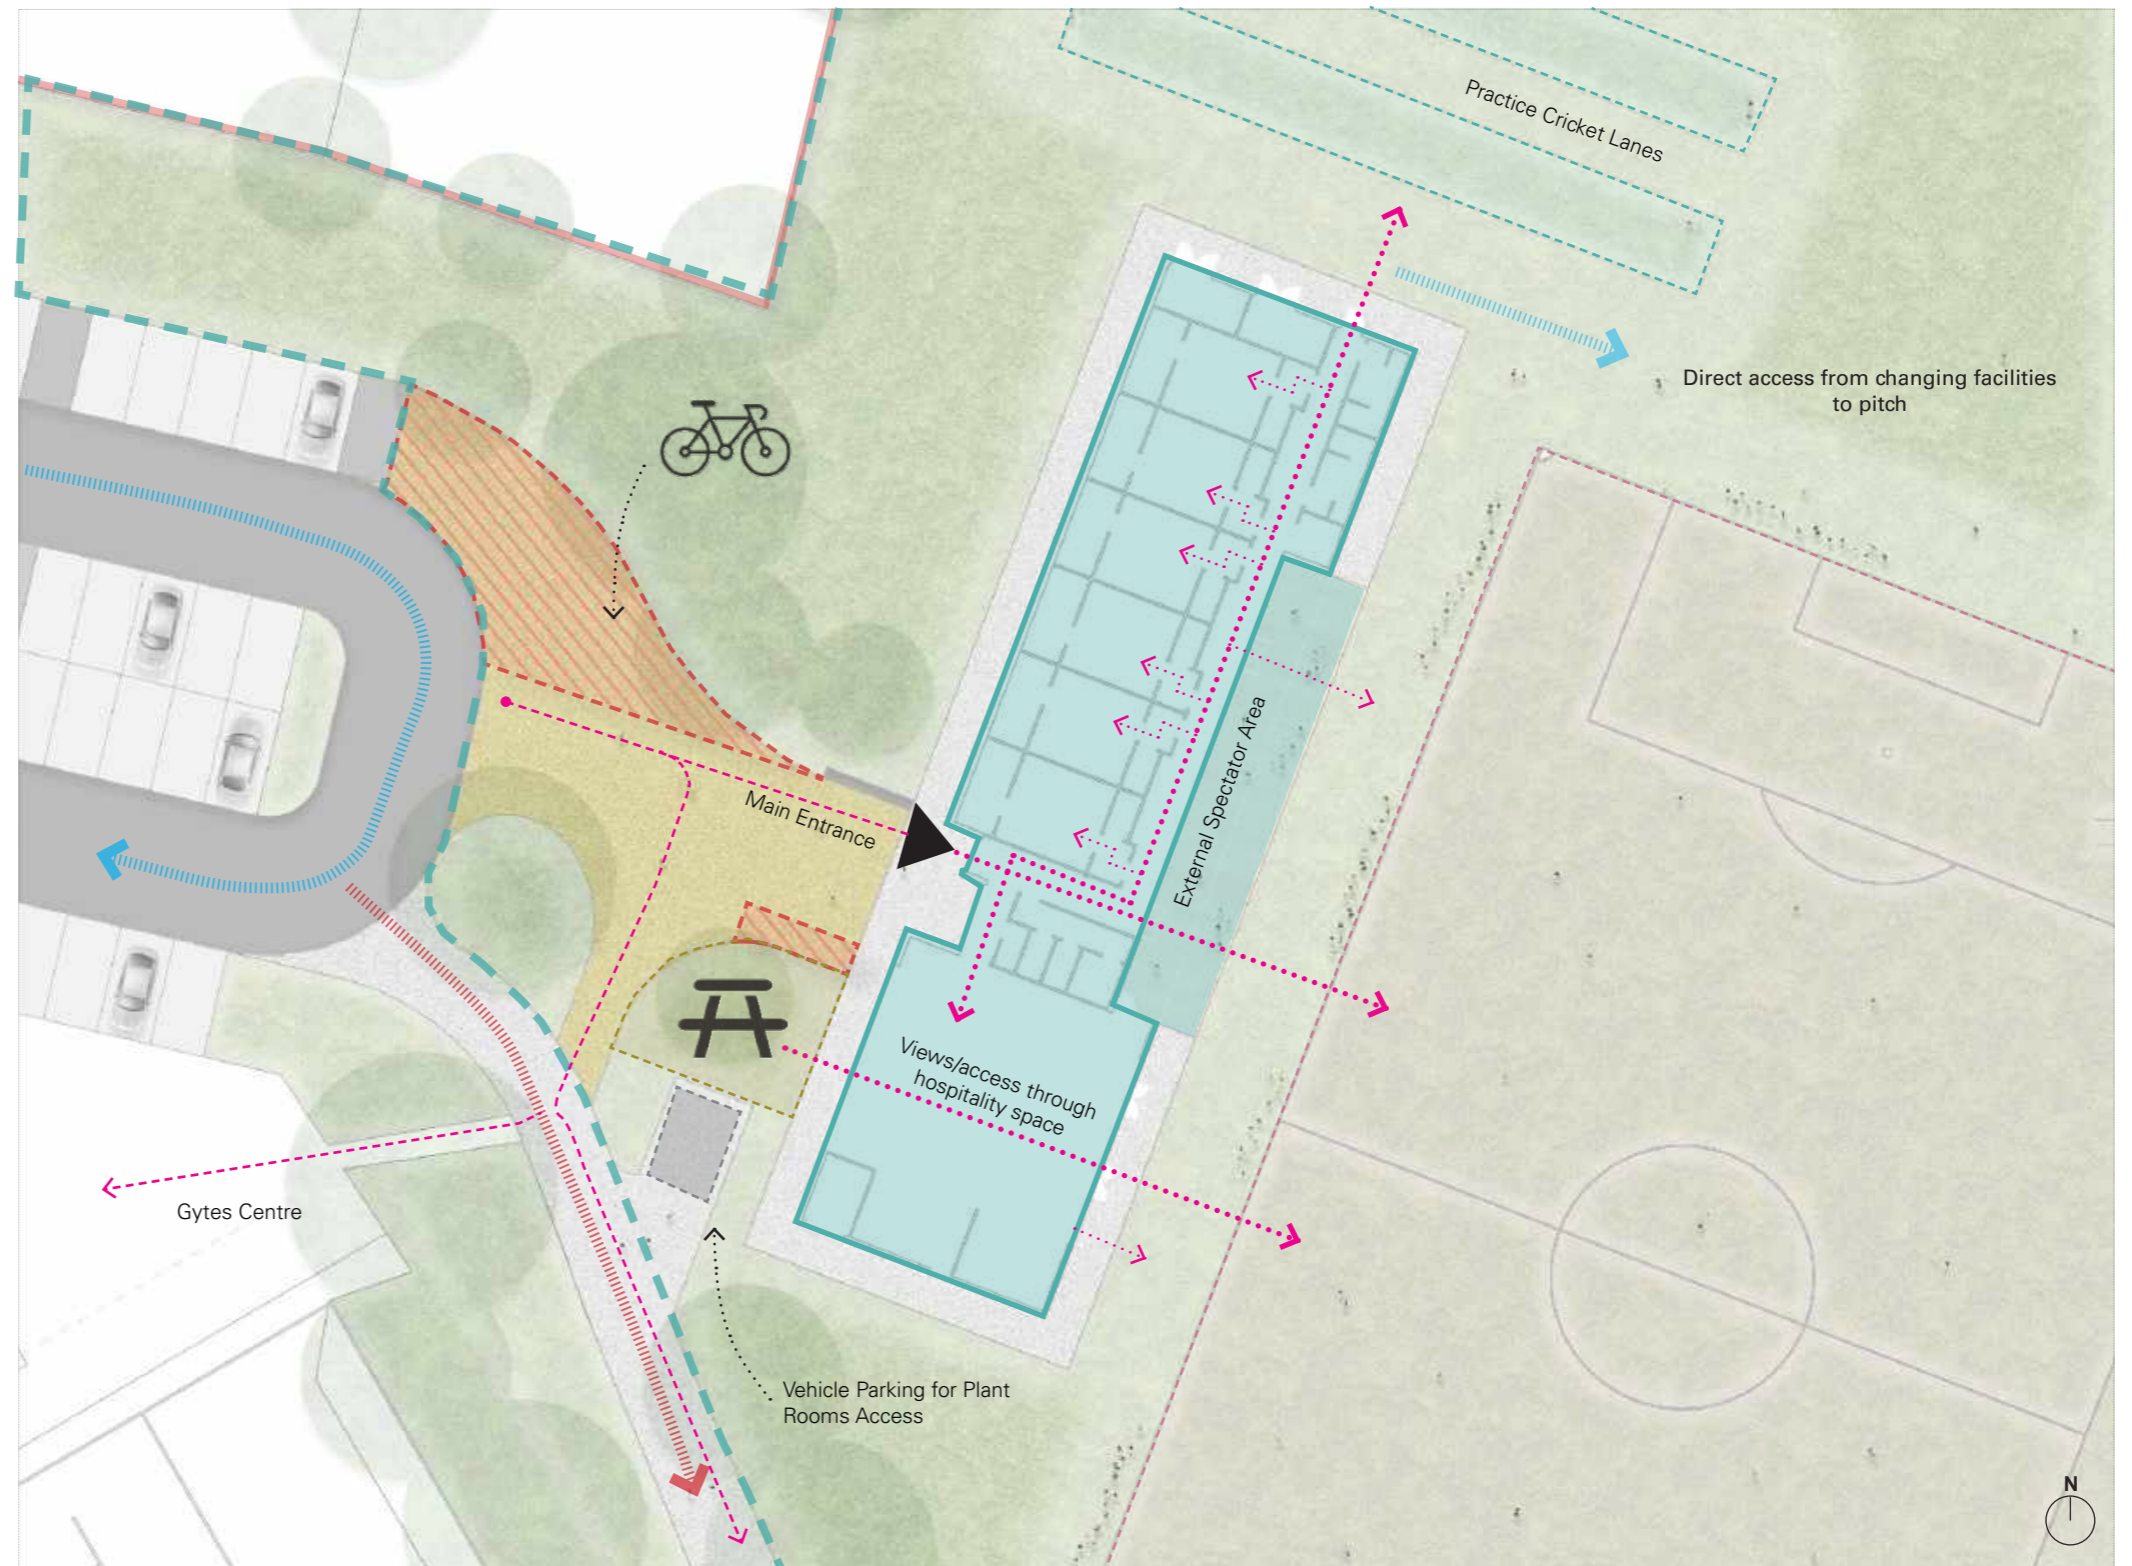 Practice Cricket Lanes
Direct access from changing facilities
to pitch
Main Entrance
External Spectator Area
Views/access through
hospitality space
Gytes Centre
Vehicle Parking for Plant
Rooms Access
N